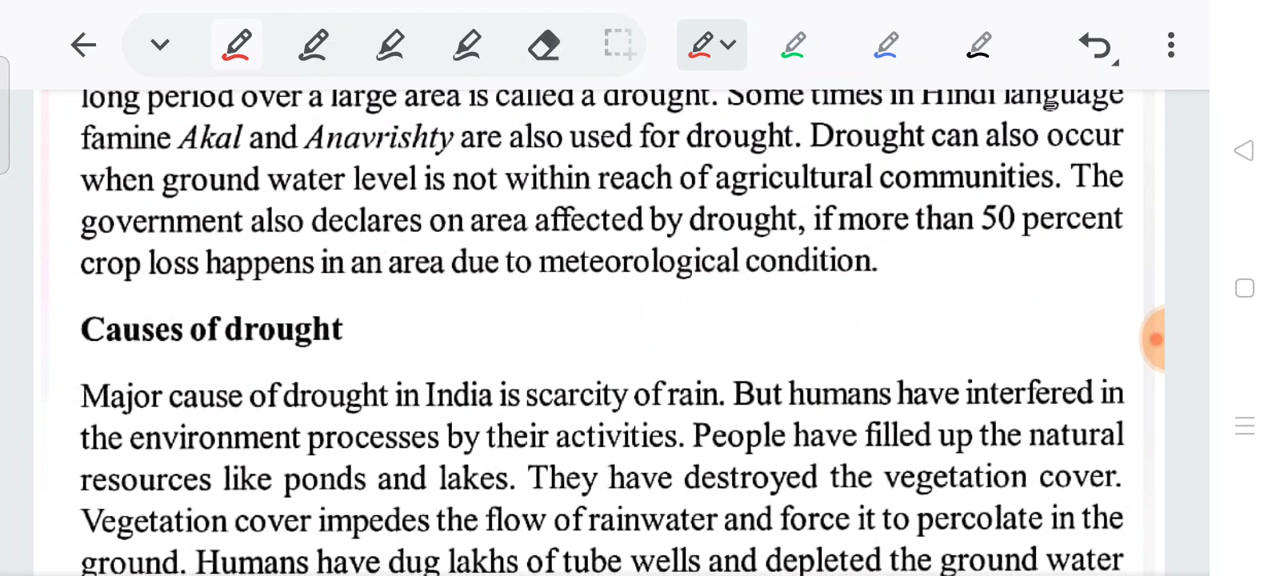 long period over a large area is called a drought. Some times in Hindi language
famine Akal and Anavrishty are also used for drought. Drought can also occur
when ground water level is not within reach of agricultural communities. The
government also declares on area affected by drought, if more than 50 percent
crop loss happens in an area due to meteorological condition.
Causes of drought
Major cause of drought in India is scarcity of rain. But humans have interfered in
the environment processes by their activities. People have filled up the natural
resources like ponds and lakes. They have destroyed the vegetation cover.
Vegetation cover impedes the flow of rainwater and force it to percolate in the
ground. Humans have dug lakhs of tube wells and depleted the ground water